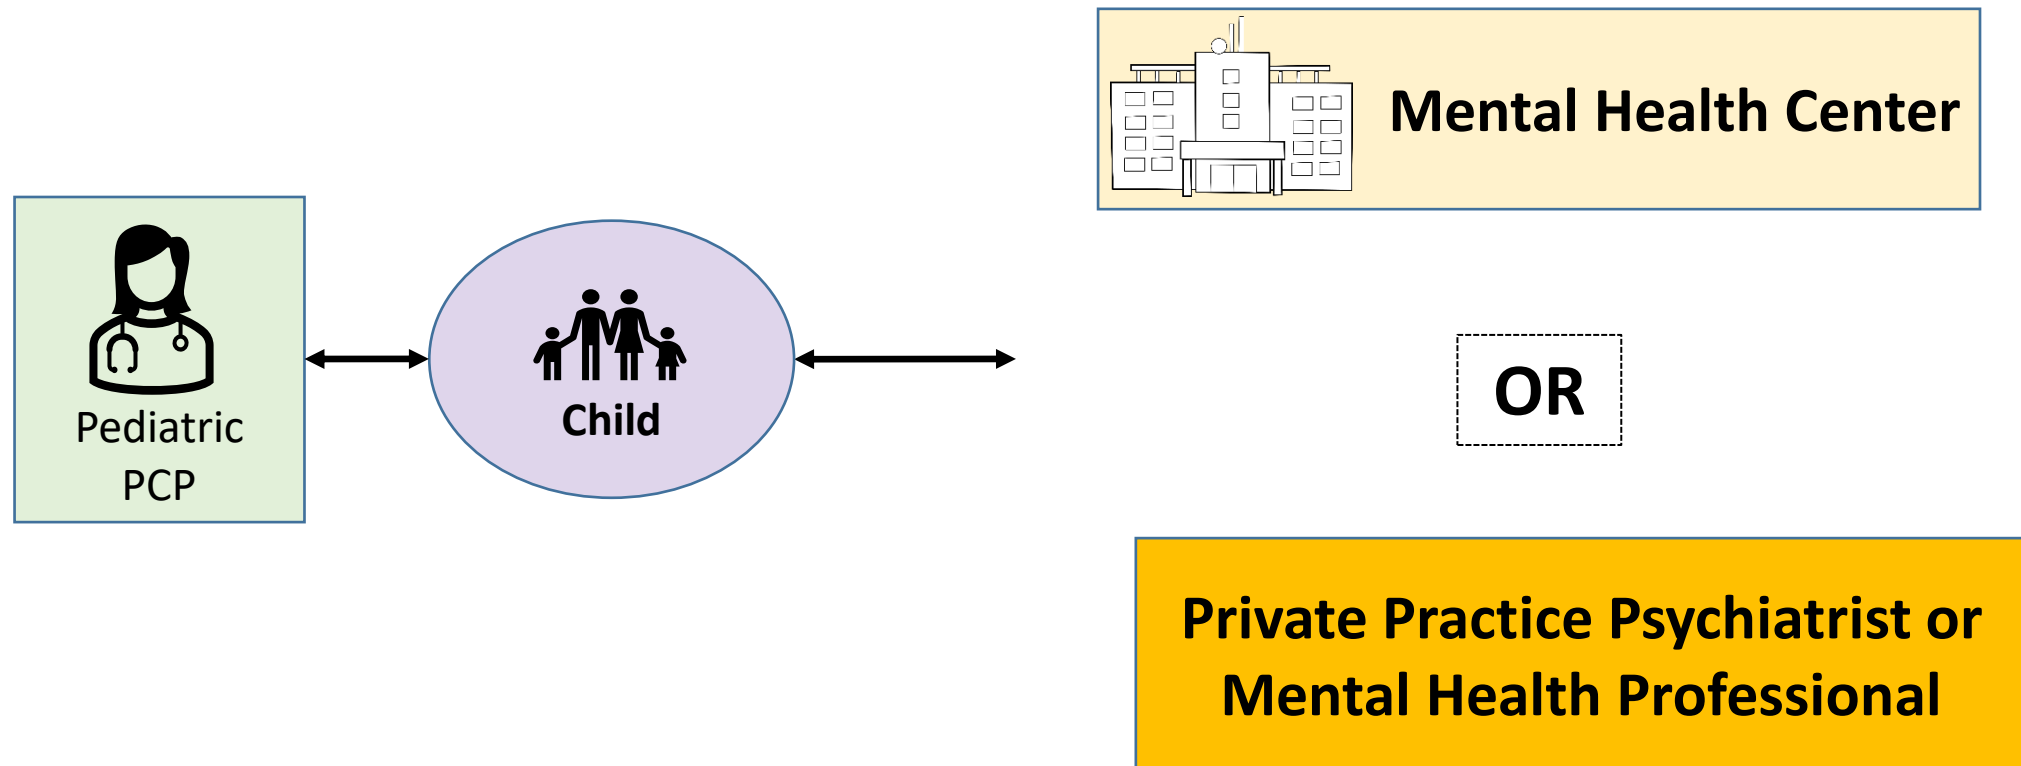 Mental Health Center
Pediatric
PCP
Child
OR
Private Practice Psychiatrist or
Mental Health Professional